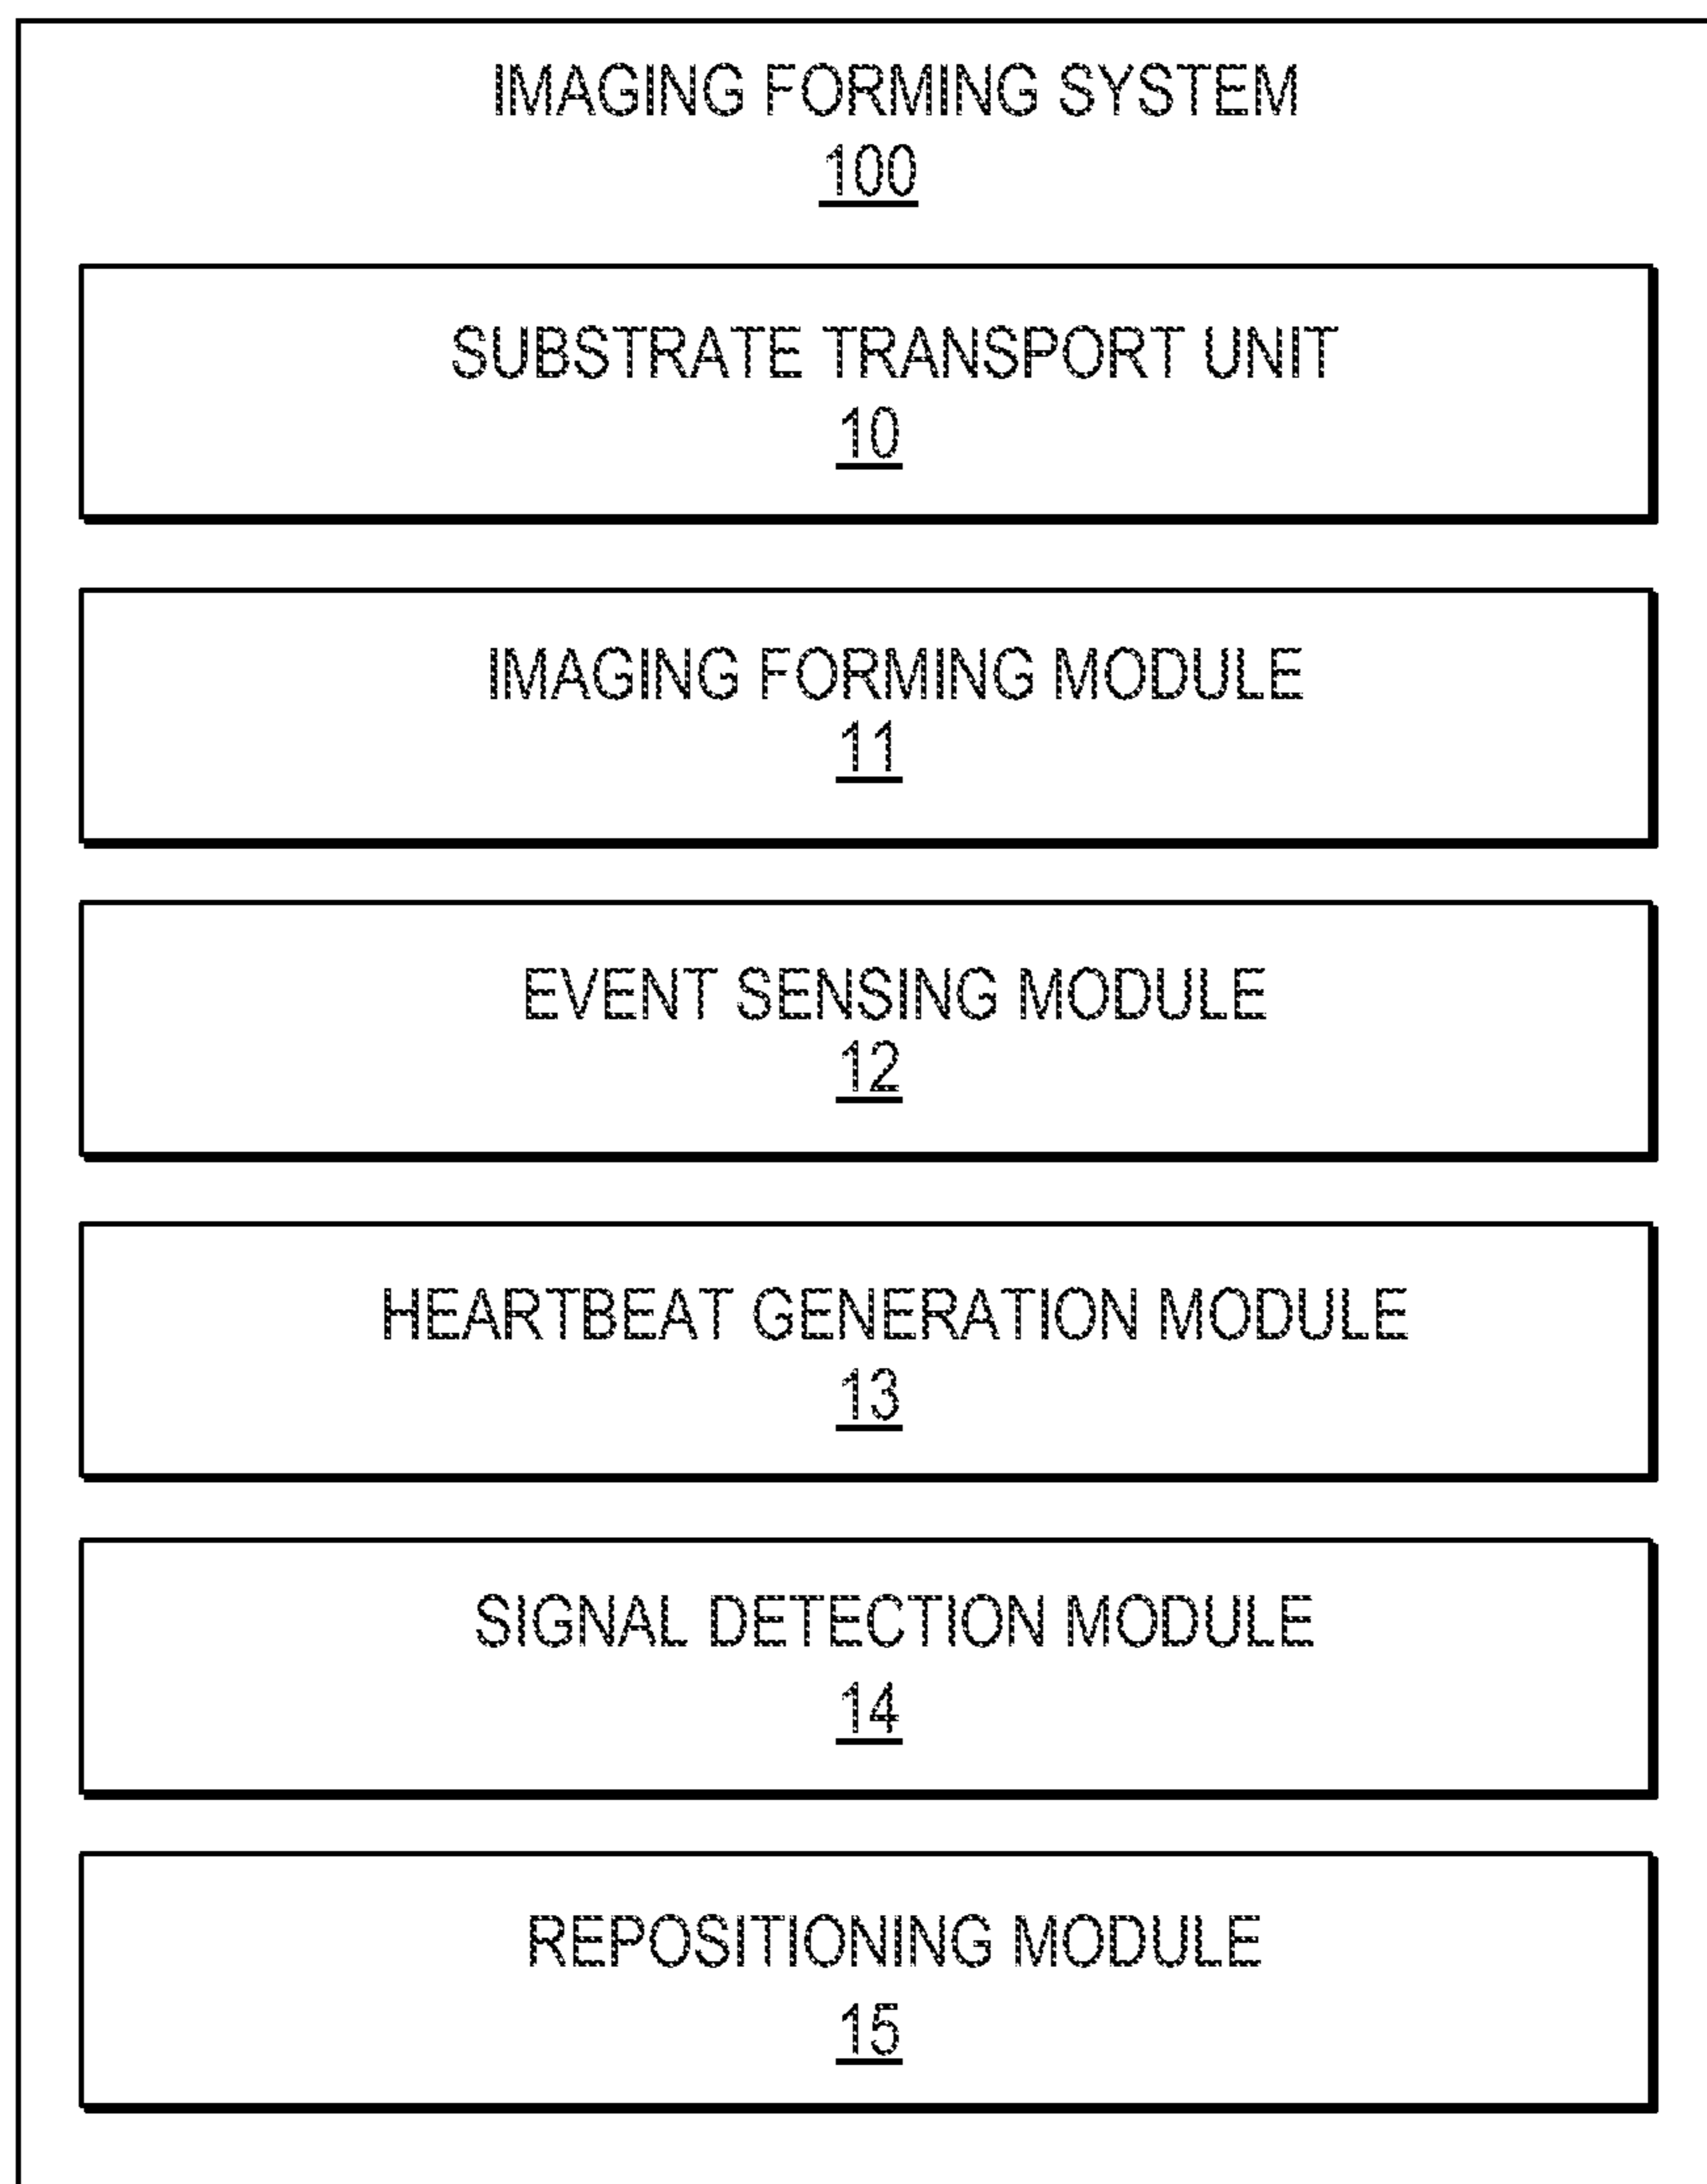 IMAGING FORMING SYSTEM
100
SUBSTRATE TRANSPORT UNIT
10
IMAGING FORMING MODULE
11
EVENT SENSING MODULE
12
HEARTBEAT GENERATION MODULE
13
SIGNAL DETECTION MODULE
14
REPOSITIONING MODULE
15